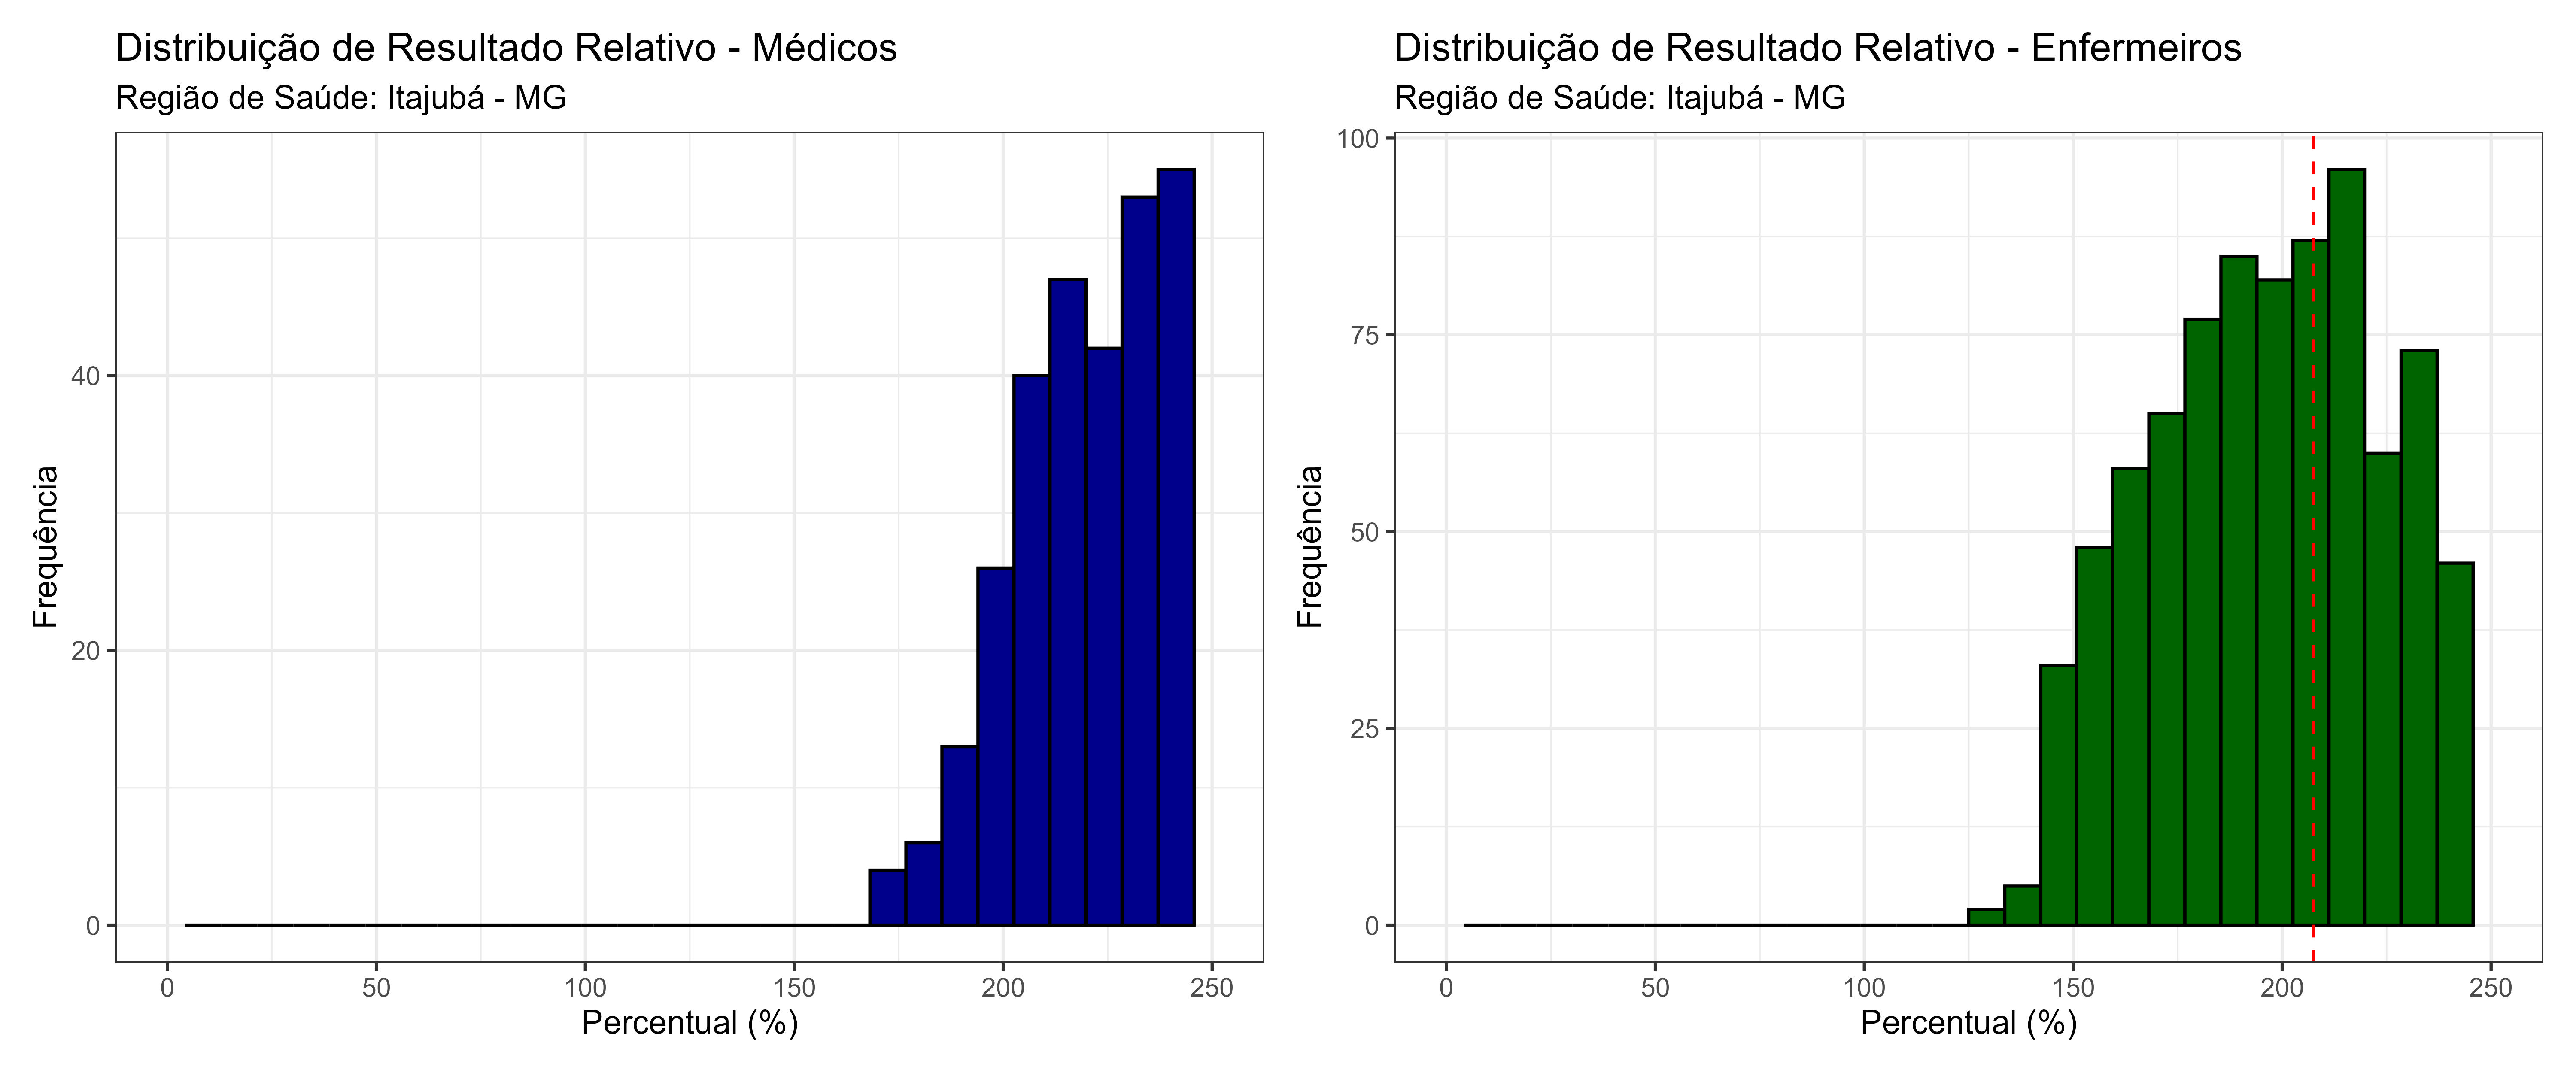 Distribuição de Resultado Relativo - Médicos
Região de Saúde: Itajubá - MG
Frequência
40
20
0
0 50 100 150 200 250
Percentual (%)
Distribuição de Resultado Relativo - Enfermeiros
Região de Saúde: Itajubá - MG
Frequência
100
75
50
25
0
0 50 100 150 200 250
Percentual (%)